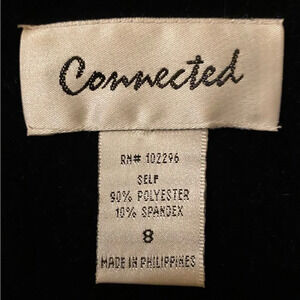 Connected
RN# 102296
SELF
90% POLYESTER
10% SPANDEX
8
MADE IN PHILIPPINES